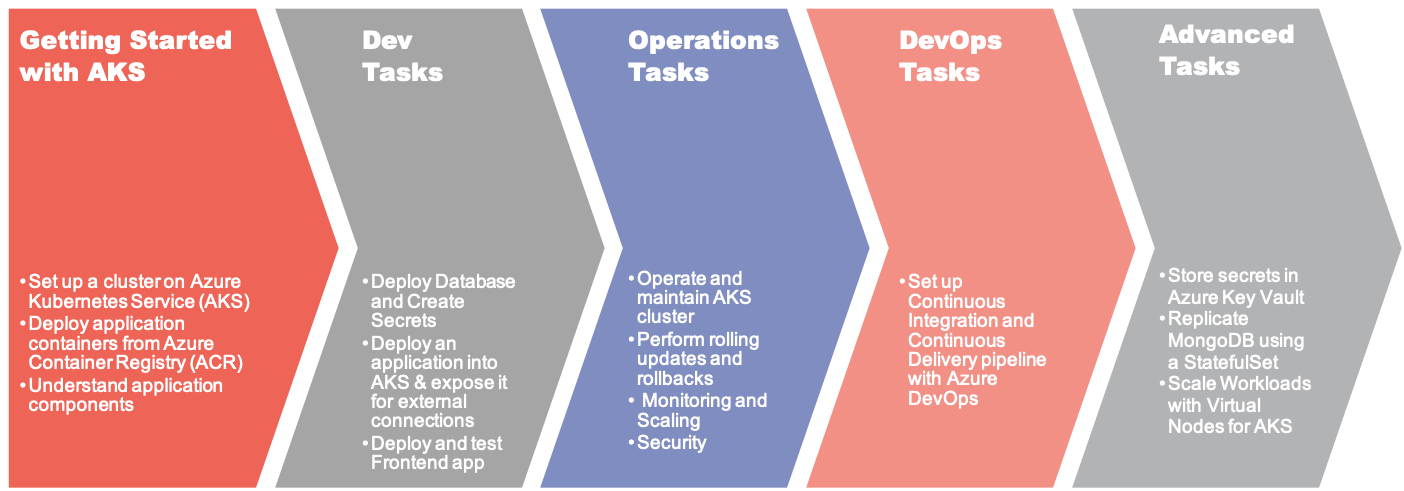 Getting Started
with AKS
• Set up a cluster on Azure
Kubernetes Service (AKS)
• Deploy application
containers from Azure
Container Registry (ACR)
• Understand application
components
Dev
Tasks
• Deploy Database
and Create
Secrets
• Deploy an
application into
AKS & expose it
for external
connections
• Deploy and test
Frontend app
Operations
Tasks
• Operate and
maintain AKS
cluster
• Perform rolling
updates and
rollbacks
• Monitoring and
Scaling
• Security
DevOps
Tasks
• Set up
Continuous
Integration and
Continuous
Delivery pipeline
with Azure
DevOps
Advanced
Tasks
• Store secrets in
Azure Key Vault
• Replicate
MongoDB using
a StatefulSet
• Scale Workloads
with Virtual
Nodes for AKS